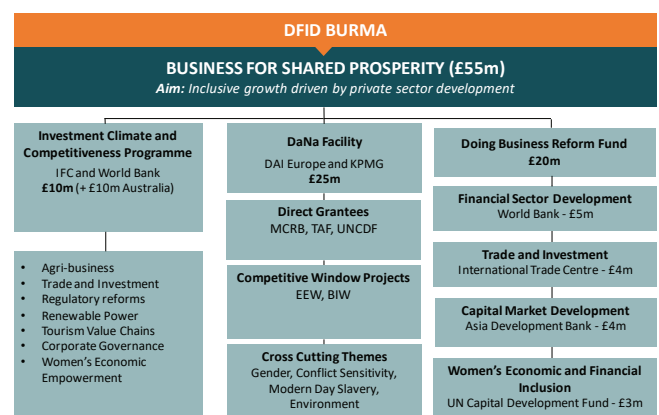 DFID BURMA
BUSINESS FOR SHARED PROSPERITY (£55m)
Aim: Inclusive growth driven by private sector development
Investment Climate and
Competitiveness Programme
IFC and World Bank
£10m (+ £10m Australia)
• Agri-business
• Trade and Investment
• Regulatory reforms
• Renewable Power
• Tourism Value Chains
• Corporate Governance
• Women's Economic
Empowerment
DaNa Facility
DAI Europe and KPMG
£25m
Direct Grantees
MCRB, TAF, UNCDF
Competitive Window Projects
EEW, BIW
Cross Cutting Themes
Gender, Conflict Sensitivity,
Modern Day Slavery,
Environment
Doing Business Reform Fund
£20m
Financial Sector Development
World Bank - £5m
Trade and Investment
International Trade Centre - £4m
Capital Market Development
Asia Development Bank - £4m
Women's Economic and Financial
Inclusion
UN Capital Development Fund - £3m